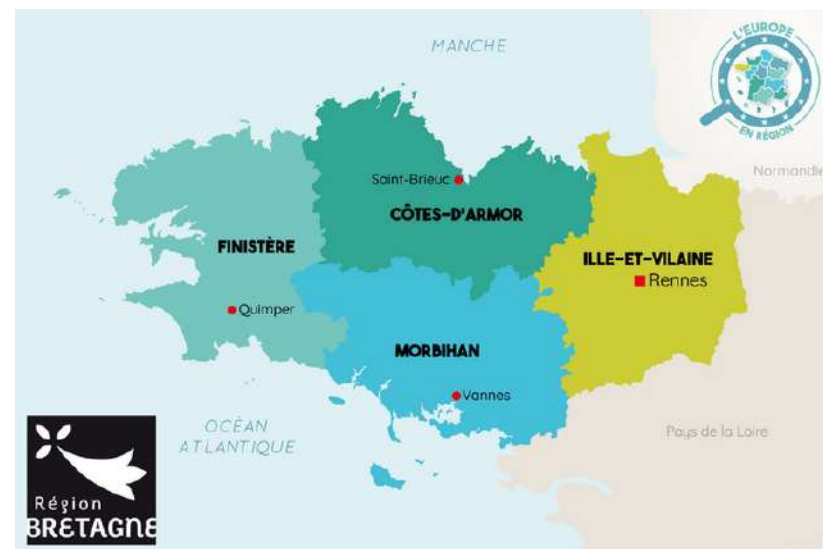 MANCHE
L'EUROPE
EN RÉGION
Normandie
Saint-Brieuc
CÔTES-D'ARMOR
FINISTÈRE
ILLE-ET-VILAINE
Rennes
Quimper
MORBIHAN
Vannes
OCÉAN
ATLANTIQUE
Pays de la Loire
Région
BRETAGNE